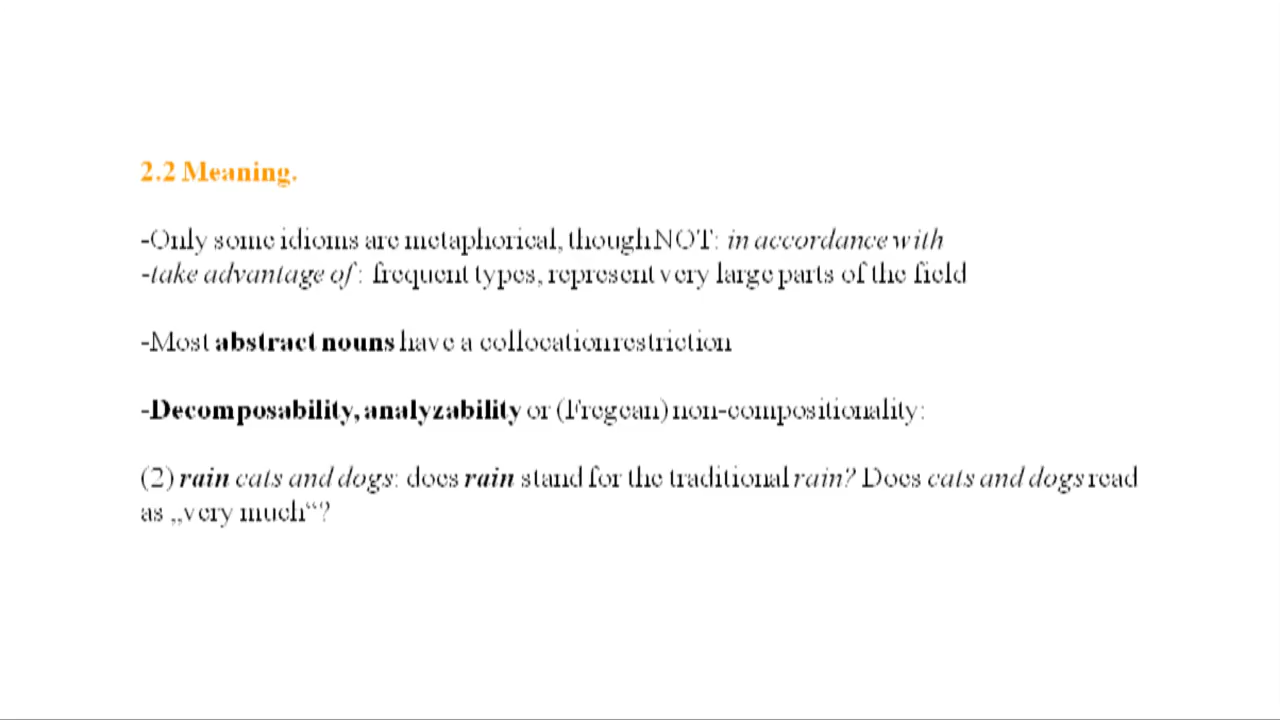 2.2 Meaning.
-Only some idioms are metaphorical, though NOT: in accordance with
-take advantage of: frequent types, represent very large parts of the field
-Most abstract nouns have a collocation restriction
-Decomposability, analyzability or (Fregean) non-compositionality:
(2) rain cats and dogs: does rain stand for the traditional rain? Does cats and dogs read
as „very much“?